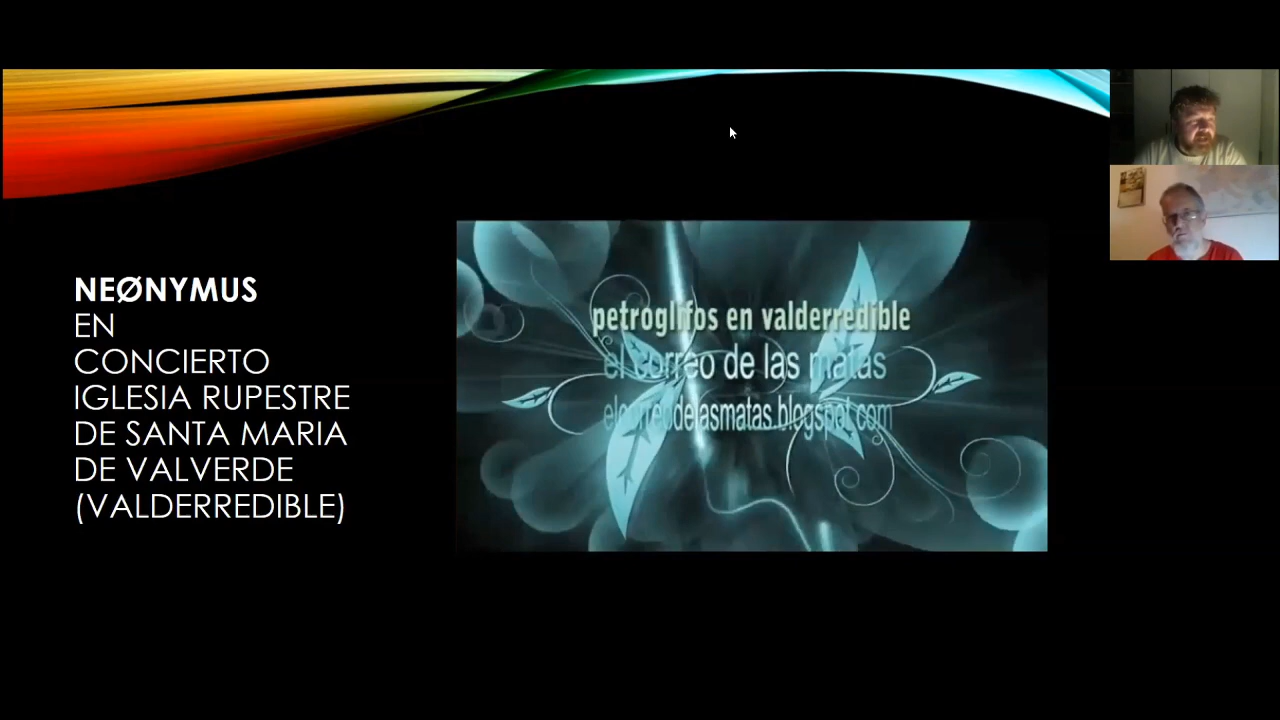 NEØNYMUS
EN
CONCIERTO
IGLESIA RUPESTRE
DE SANTA MARIA
DE VALVERDE
(VALDERREDIBLE)
petroglifos en valderredible
el correo de las matas
elcorreodelasmatas.blogspot.com